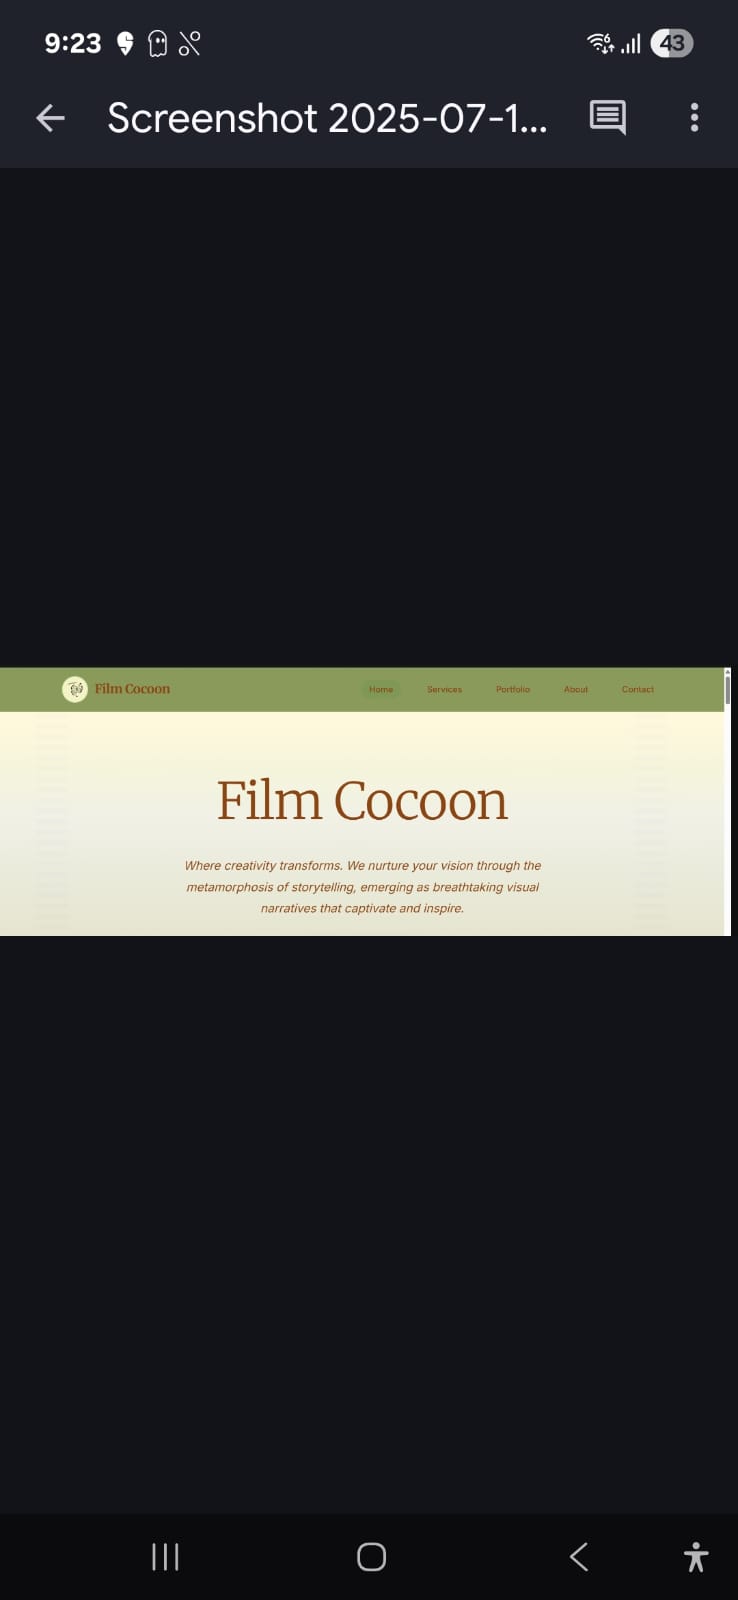 9:23
6
43
Screenshot 2025-07-1...
Film Cocoon
Home Services Portfolio About Contact
Film Cocoon
Where creativity transforms. We nurture your vision through the
metamorphosis of storytelling, emerging as breathtaking visual
narratives that captivate and inspire.